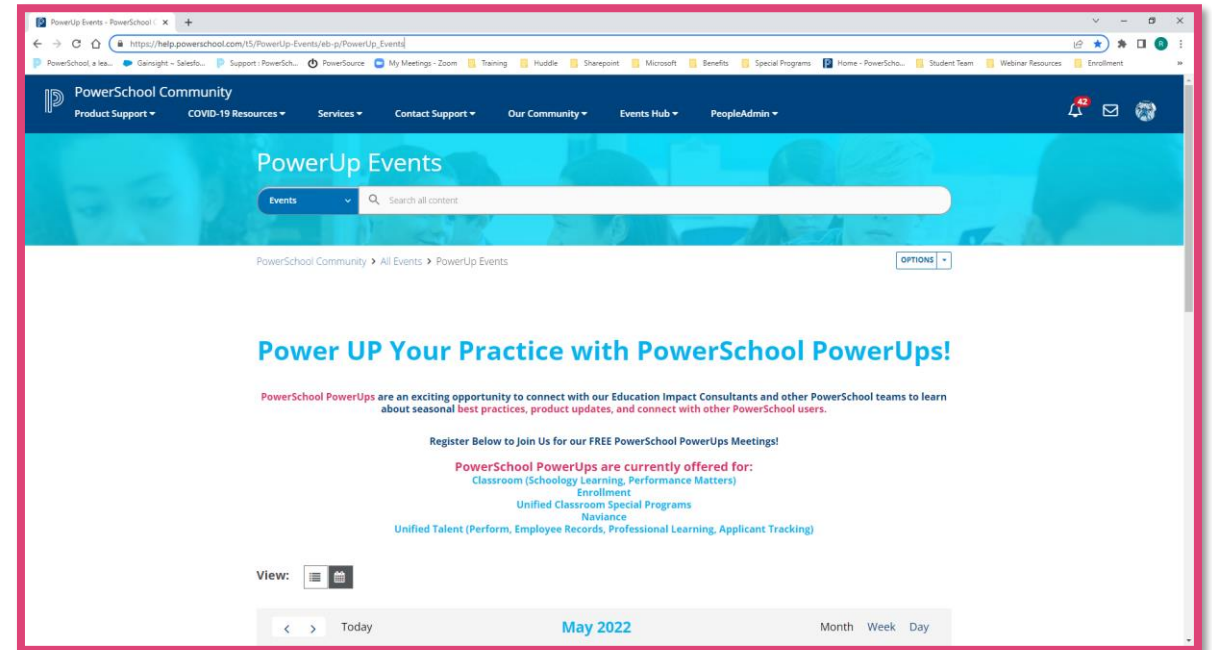 PowerUp Events - PowerSchool C
https://help.powerschool.com/t5/PowerUp-Events/eb-p/PowerUp_Events
PowerSchool, a lea... Gainsight – Salesfo... Support : PowerSch... PowerSource My Meetings - Zoom Training Huddle Sharepoint Microsoft Benefits Special Programs Home - PowerScho... Student Team Webinar Resources Enrollment
PowerSchool Community
Product Support COVID-19 Resources Services Contact Support Our Community Events Hub PeopleAdmin
42
PowerUp Events
Events Search all content
PowerSchool Community > All Events > PowerUp Events
OPTIONS
Power UP Your Practice with PowerSchool PowerUps!
PowerSchool PowerUps are an exciting opportunity to connect with our Education Impact Consultants and other PowerSchool teams to learn
about seasonal best practices, product updates, and connect with other PowerSchool users.
Register Below to Join Us for our FREE PowerSchool PowerUps Meetings!
PowerSchool PowerUps are currently offered for:
Classroom (Schoology Learning, Performance Matters)
Enrollment
Unified Classroom Special Programs
Naviance
Unified Talent (Perform, Employee Records, Professional Learning, Applicant Tracking)
View:
Today May 2022 Month Week Day